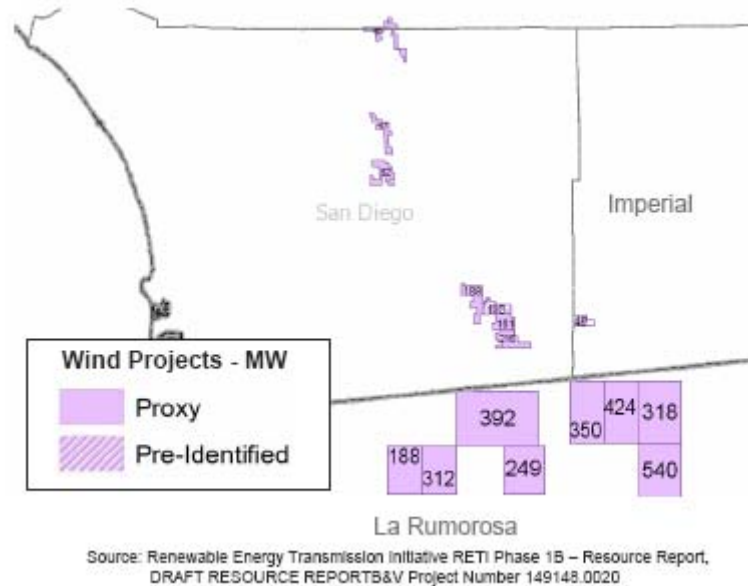 San Diego
Imperial
188
Wind Projects - MW
Proxy
Pre-Identified
392
350
424
318
188
312
249
540
La Rumorosa
Source: Renewable Energy Transmission Initiative RETI Phase 1B – Resource Report,
DRAFT RESOURCE REPORTB&V Project Number 149148.0020